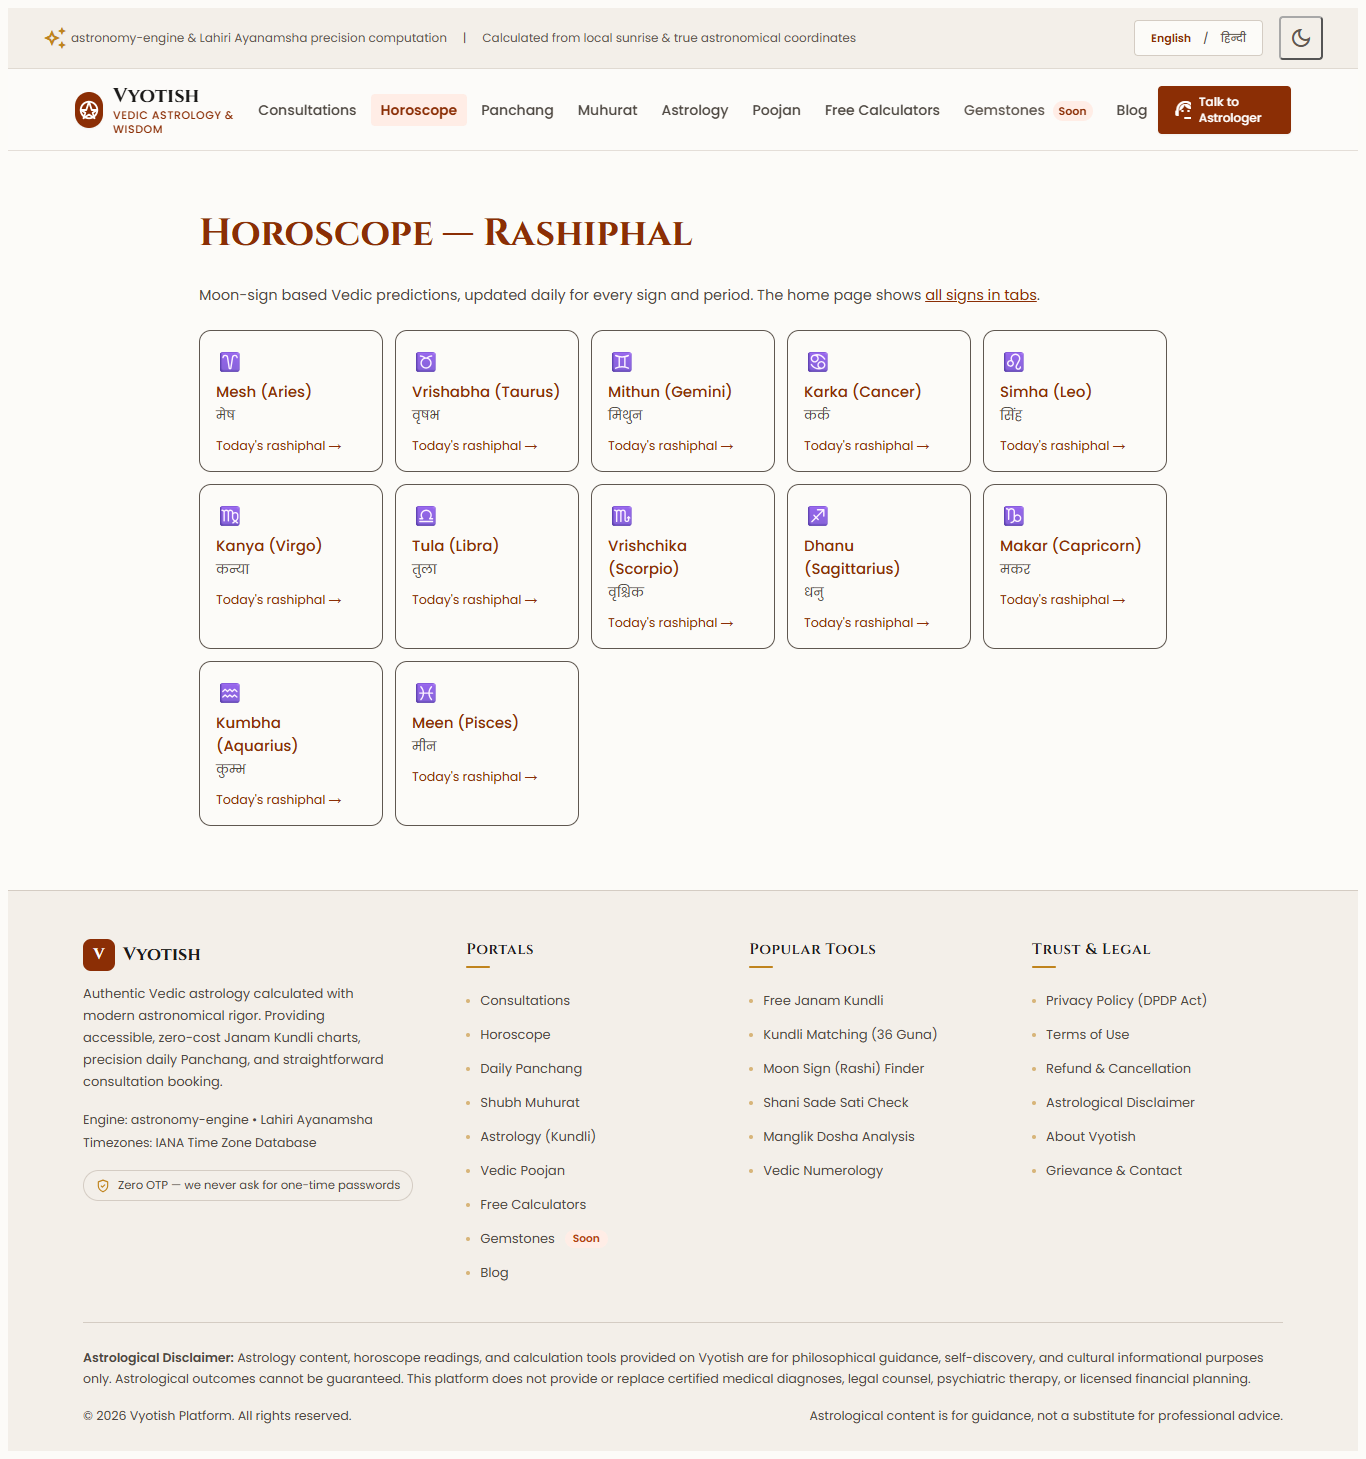 astronomy-engine & Lahiri Ayanamsha precision computation | Calculated from local sunrise & true astronomical coordinates
English / हिन्दी
Vyotish
VEDIC ASTROLOGY & WISDOM
Consultations
Horoscope
Panchang
Muhurat
Astrology
Poojan
Free Calculators
Gemstones Soon
Blog
Talk to Astrologer
Horoscope — Rashiphal
Moon-sign based Vedic predictions, updated daily for every sign and period. The home page shows all signs in tabs.
♈
Mesh (Aries)
मेष
Today's rashiphal →
♉
Vrishabha (Taurus)
वृषभ
Today's rashiphal →
♊
Mithun (Gemini)
मिथुन
Today's rashiphal →
♋
Karka (Cancer)
कर्क
Today's rashiphal →
♌
Simha (Leo)
सिंह
Today's rashiphal →
♍
Kanya (Virgo)
कन्या
Today's rashiphal →
♎
Tula (Libra)
तुला
Today's rashiphal →
♏
Vrishchika
(Scorpio)
वृश्चिक
Today's rashiphal →
♐
Dhanu
(Sagittarius)
धनु
Today's rashiphal →
♑
Makar (Capricorn)
मकर
Today's rashiphal →
♒
Kumbha
(Aquarius)
कुम्भ
Today's rashiphal →
♓
Meen (Pisces)
मीन
Today's rashiphal →
V Vyotish
Authentic Vedic astrology calculated with
modern astronomical rigor. Providing
accessible, zero-cost Janam Kundli charts,
precision daily Panchang, and straightforward
consultation booking.
Engine: astronomy-engine • Lahiri Ayanamsha
Timezones: IANA Time Zone Database
Zero OTP — we never ask for one-time passwords
Portals
Consultations
Horoscope
Daily Panchang
Shubh Muhurat
Astrology (Kundli)
Vedic Poojan
Free Calculators
Gemstones Soon
Blog
Popular Tools
Free Janam Kundli
Kundli Matching (36 Guna)
Moon Sign (Rashi) Finder
Shani Sade Sati Check
Manglik Dosha Analysis
Vedic Numerology
Trust & Legal
Privacy Policy (DPDP Act)
Terms of Use
Refund & Cancellation
Astrological Disclaimer
About Vyotish
Grievance & Contact
Astrological Disclaimer: Astrology content, horoscope readings, and calculation tools provided on Vyotish are for philosophical guidance, self-discovery, and cultural informational purposes
only. Astrological outcomes cannot be guaranteed. This platform does not provide or replace certified medical diagnoses, legal counsel, psychiatric therapy, or licensed financial planning.
© 2026 Vyotish Platform. All rights reserved.
Astrological content is for guidance, not a substitute for professional advice.